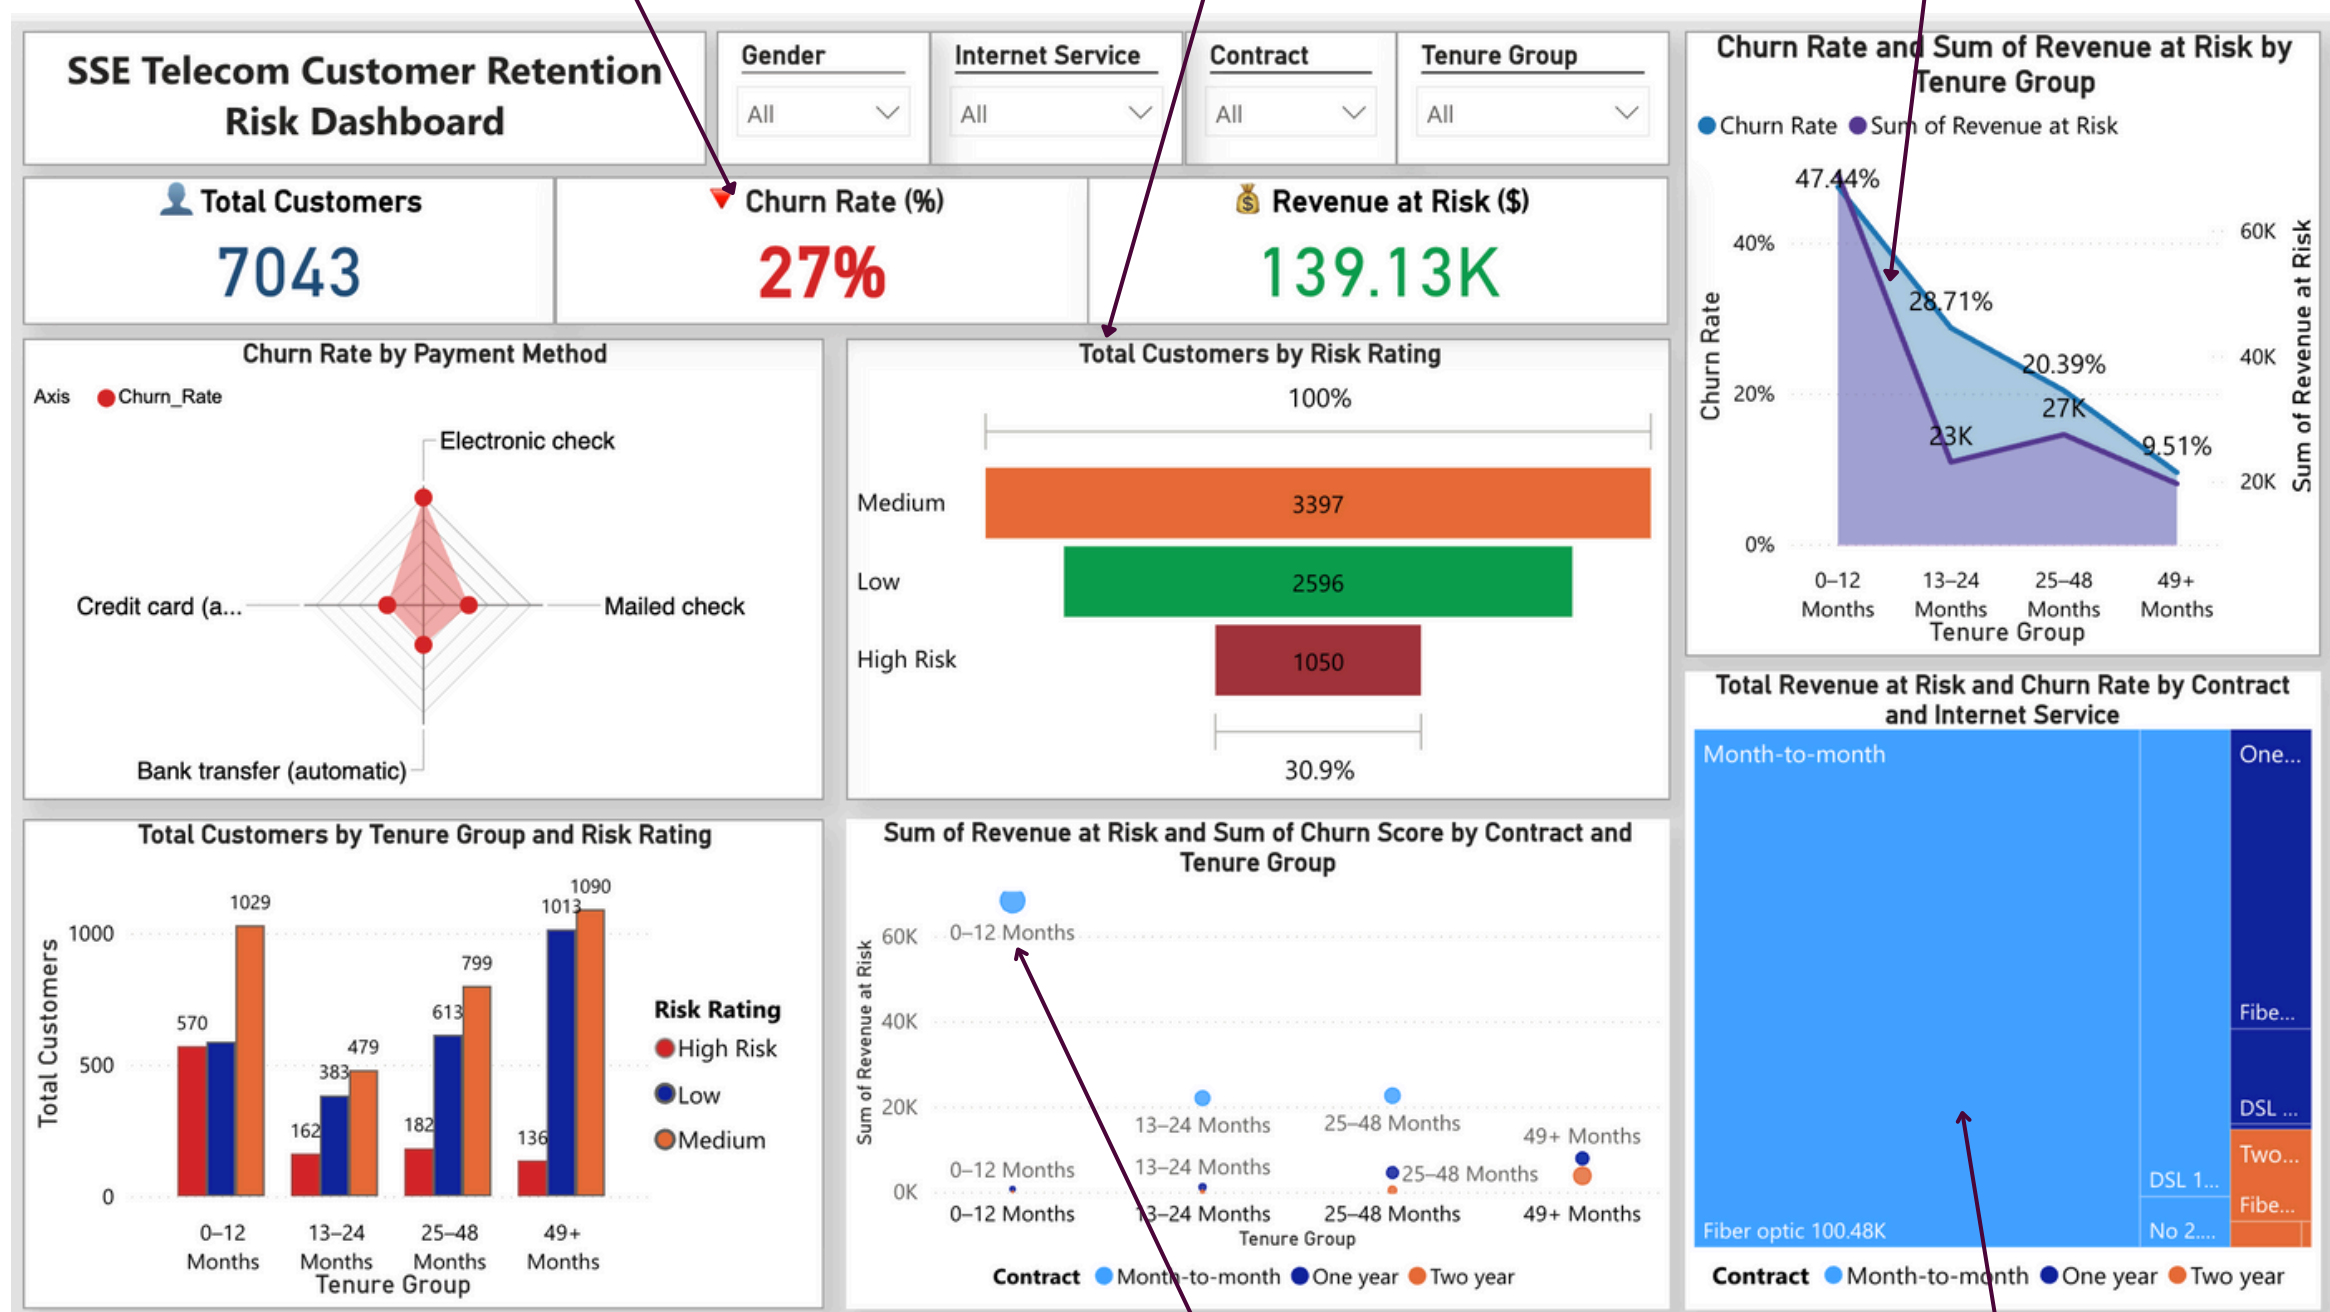 SSE Telecom Customer Retention
Risk Dashboard
Gender
All
Internet Service
All
Contract
All
Tenure Group
All
Total Customers
7043
Churn Rate (%)
27%
Revenue at Risk ($)
139.13K
Churn Rate and Sum of Revenue at Risk by
Tenure Group
Churn Rate Sum of Revenue at Risk
47.44%
28.71%
20.39%
9.51%
23K
27K
40%
20%
0%
60K
40K
20K
Churn Rate
Sum of Revenue at Risk
0–12
Months
13–24
Months
25–48
Months
49+
Months
Tenure Group
Churn Rate by Payment Method
Axis Churn_Rate
Electronic check
Credit card (a...
Mailed check
Bank transfer (automatic)
Total Customers by Risk Rating
100%
Medium 3397
Low 2596
High Risk 1050
30.9%
Total Customers by Tenure Group and Risk Rating
Total Customers
1000
500
0
570
1029
162
383
479
182
613
799
136
1013
1090
0–12
Months
13–24
Months
25–48
Months
49+
Months
Tenure Group
Risk Rating
High Risk
Low
Medium
Sum of Revenue at Risk and Sum of Churn Score by Contract and
Tenure Group
Sum of Revenue at Risk
60K
40K
20K
0K
0–12 Months
13–24 Months
25–48 Months
49+ Months
0–12 Months
13–24 Months
25–48 Months
0–12 Months
13–24 Months
25–48 Months
49+ Months
Tenure Group
Contract Month-to-month One year Two year
Total Revenue at Risk and Churn Rate by Contract
and Internet Service
Month-to-month
Fiber optic 100.48K
DSL 1...
No 2....
One...
Fibe...
DSL ...
Two...
Fibe...
Contract Month-to-month One year Two year